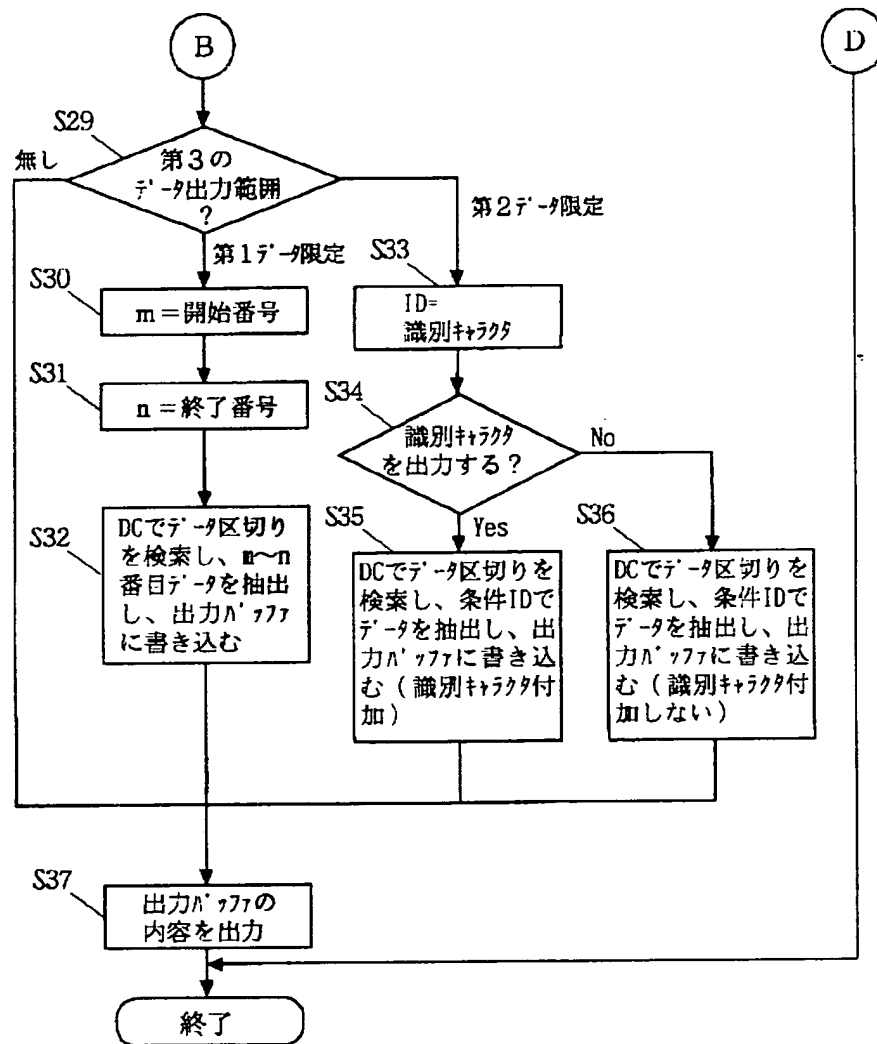 B
D
S29
無し
第3の
データ出力範囲
?
第2データ限定
第1データ限定
S30
m=開始番号
S33
ID=
識別キャラクタ
S31
n=終了番号
S34
識別キャラクタ
を出力する?
No
Yes
S32
DCでデータ区切り
を検索し、m~n
番目データを抽出
し、出力バッファ
に書き込む
S35
DCでデータ区切りを
検索し、条件IDで
データを抽出し、出
力バッファに書き込
む(識別キャラクタ付
加)
S36
DCでデータ区切りを
検索し、条件IDで
データを抽出し、出
力バッファに書き込
む(識別キャラクタ付
加しない)
S37
出力バッファの
内容を出力
終了